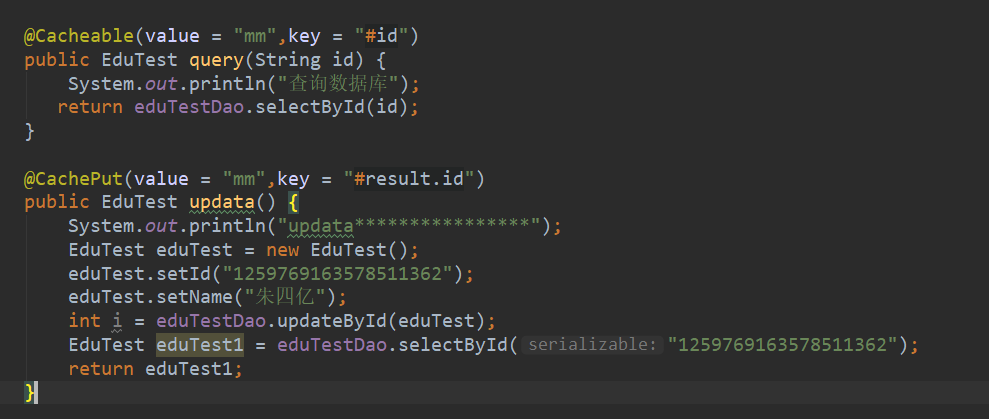 @Cacheable(value = "mm",key = "#id")
public EduTest query(String id) {
System.out.println("查询数据库");
return eduTestDao.selectById(id);
}
@CachePut(value = "mm",key = "#result.id")
public EduTest updata() {
System.out.println("updata****************");
EduTest eduTest = new EduTest();
eduTest.setId("1259769163578511362");
eduTest.setName("朱四亿");
int i = eduTestDao.updateById(eduTest);
EduTest eduTest1 = eduTestDao.selectById( serializable: "1259769163578511362");
return eduTest1;
}